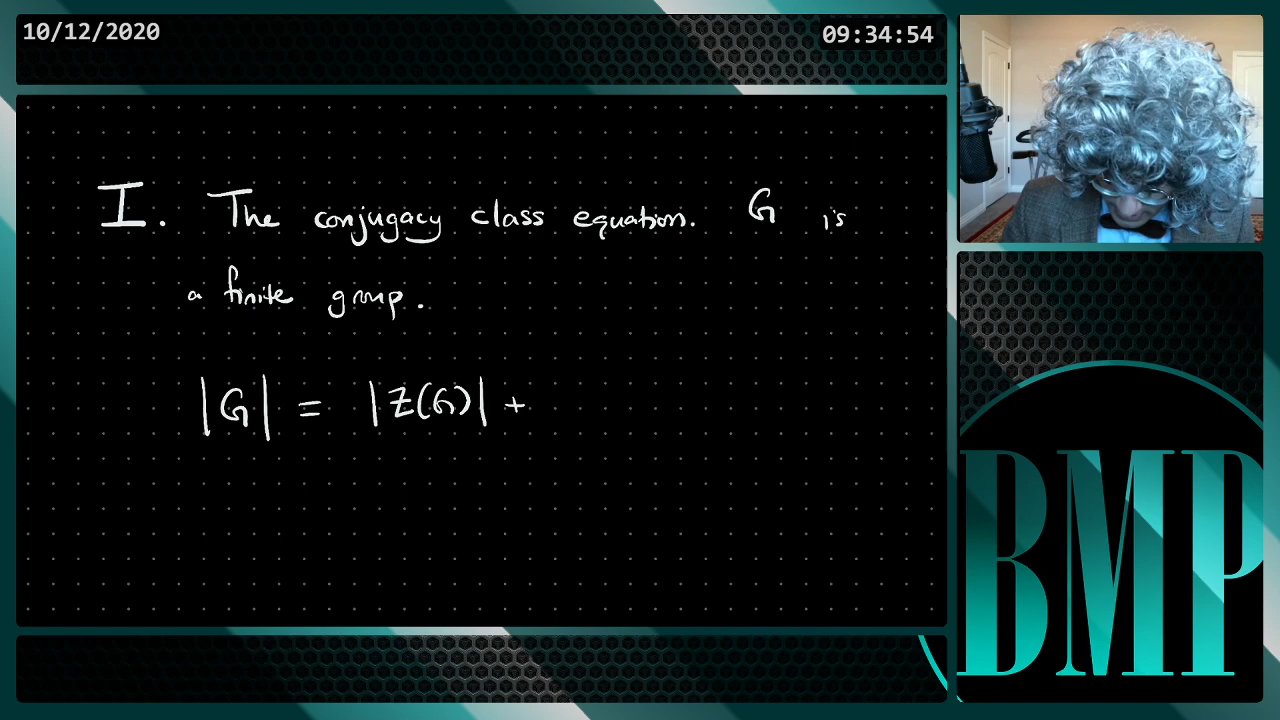 10/12/2020
09:34:54
I. The conjugacy class equation. G is
a finite group.
|G| = |Z(G)| +
BMP